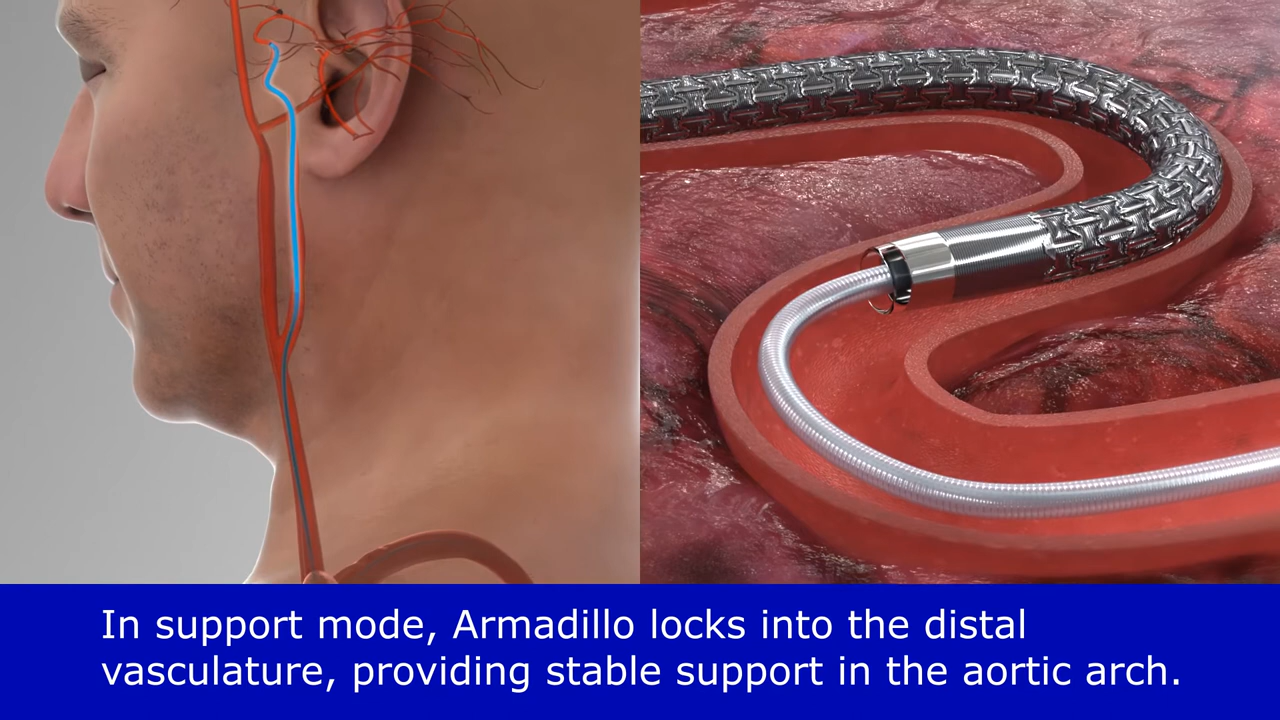 In support mode, Armadillo locks into the distal
vasculature, providing stable support in the aortic arch.